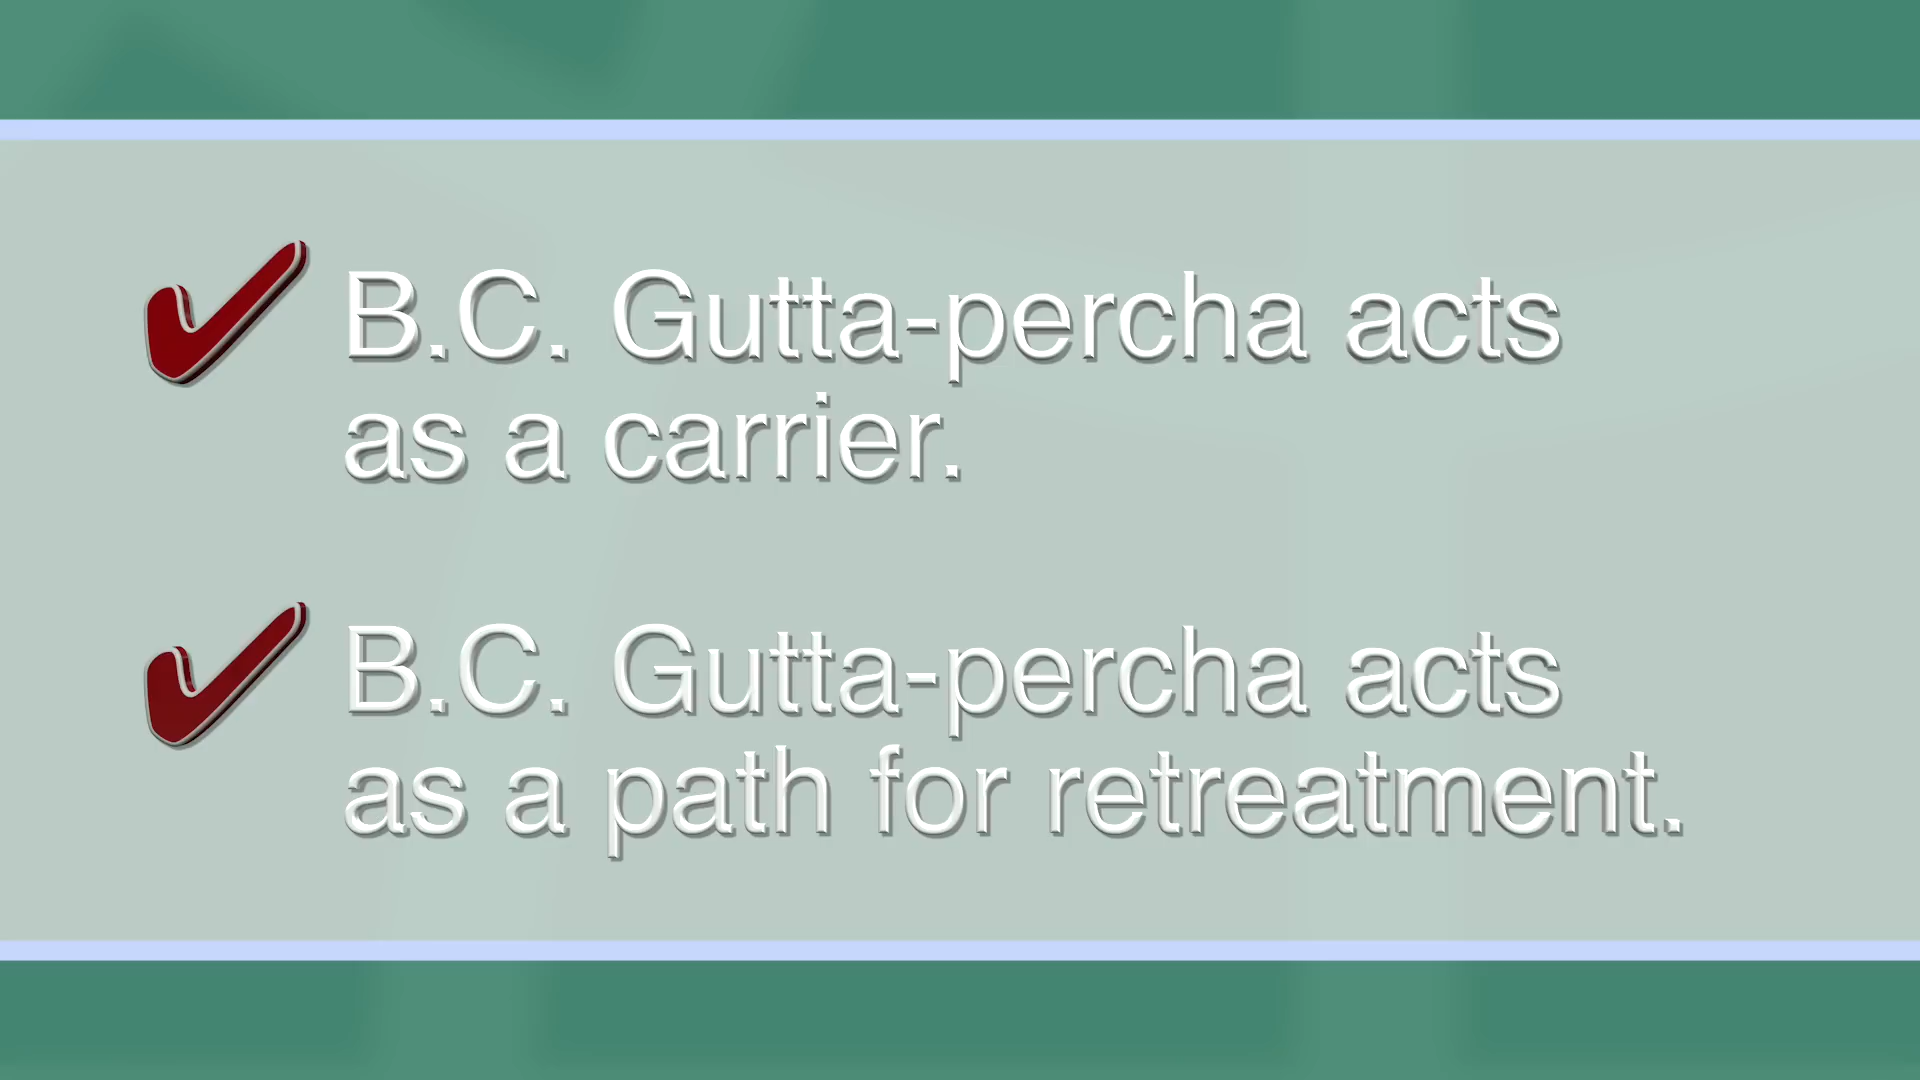 B.C. Gutta-percha acts
as a carrier.
B.C. Gutta-percha acts
as a path for retreatment.